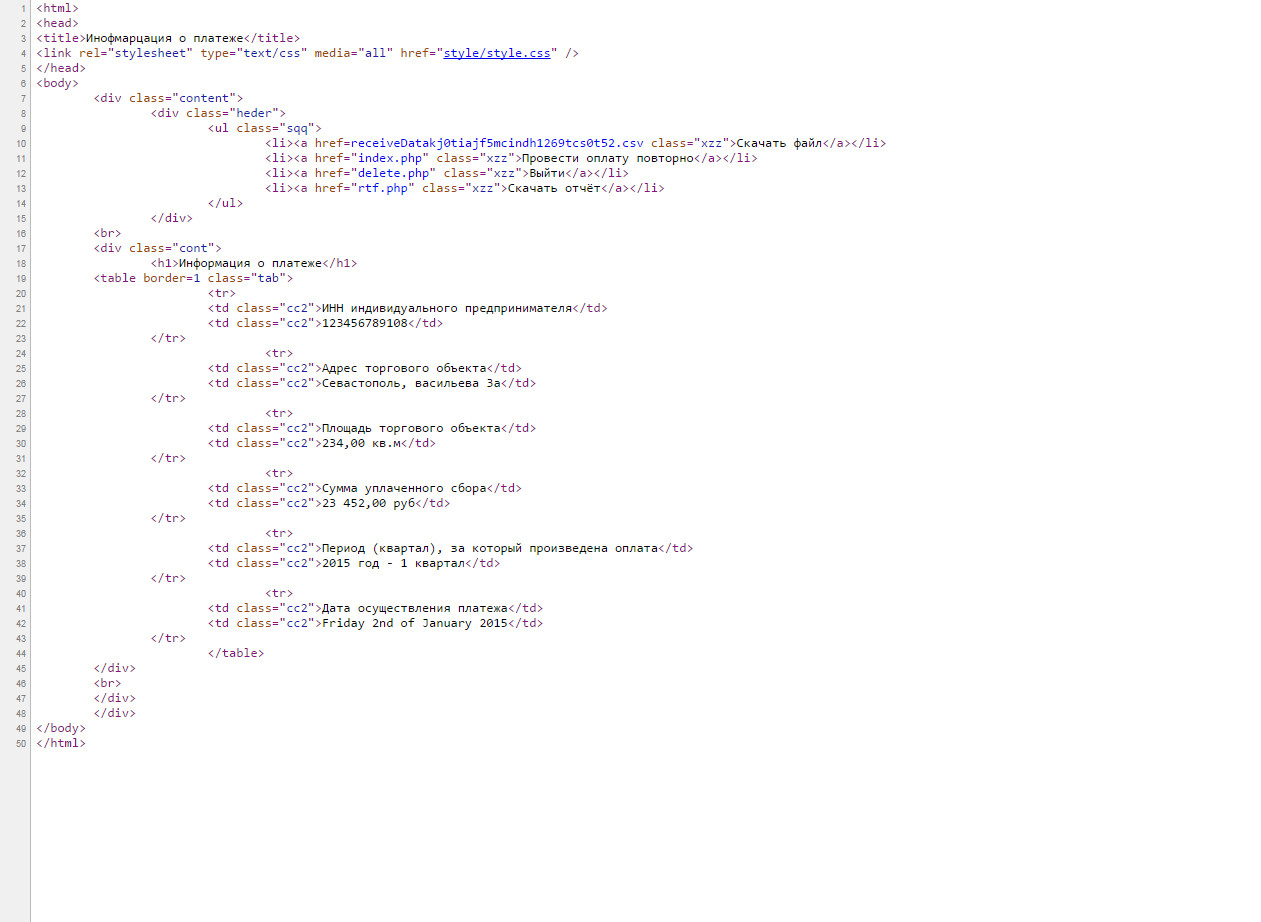 1 <html>
2 <head>
3 <title>Инофмарцация о платеже</title>
4 <link rel="stylesheet" type="text/css" media="all" href="style/style.css" />
5 </head>
6 <body>
7 <div class="content">
8 <div class="heder">
9 <ul class="sqq">
10 <li><a href=receiveDatakj0tiajf5mcindh1269tcs0t52.csv class="xzz">Скачать файл</a></li>
11 <li><a href="index.php" class="xzz">Провести оплату повторно</a></li>
12 <li><a href="delete.php" class="xzz">Выйти</a></li>
13 <li><a href="rtf.php" class="xzz">Скачать отчёт</a></li>
14 </ul>
15 </div>
16 <br>
17 <div class="cont">
18 <h1>Информация о платеже</h1>
19 <table border=1 class="tab">
20 <tr>
21 <td class="cc2">ИНН индивидуального предпринимателя</td>
22 <td class="cc2">123456789108</td>
23 </tr>
24 <tr>
25 <td class="cc2">Адрес торгового объекта</td>
26 <td class="cc2">Севастополь, васильева 3а</td>
27 </tr>
28 <tr>
29 <td class="cc2">Площадь торгового объекта</td>
30 <td class="cc2">234,00 кв.м</td>
31 </tr>
32 <tr>
33 <td class="cc2">Сумма уплаченного сбора</td>
34 <td class="cc2">23 452,00 руб</td>
35 </tr>
36 <tr>
37 <td class="cc2">Период (квартал), за который произведена оплата</td>
38 <td class="cc2">2015 год - 1 квартал</td>
39 </tr>
40 <tr>
41 <td class="cc2">Дата осуществления платежа</td>
42 <td class="cc2">Friday 2nd of January 2015</td>
43 </tr>
44 </table>
45 </div>
46 <br>
47 </div>
48 </div>
49 </body>
50 </html>